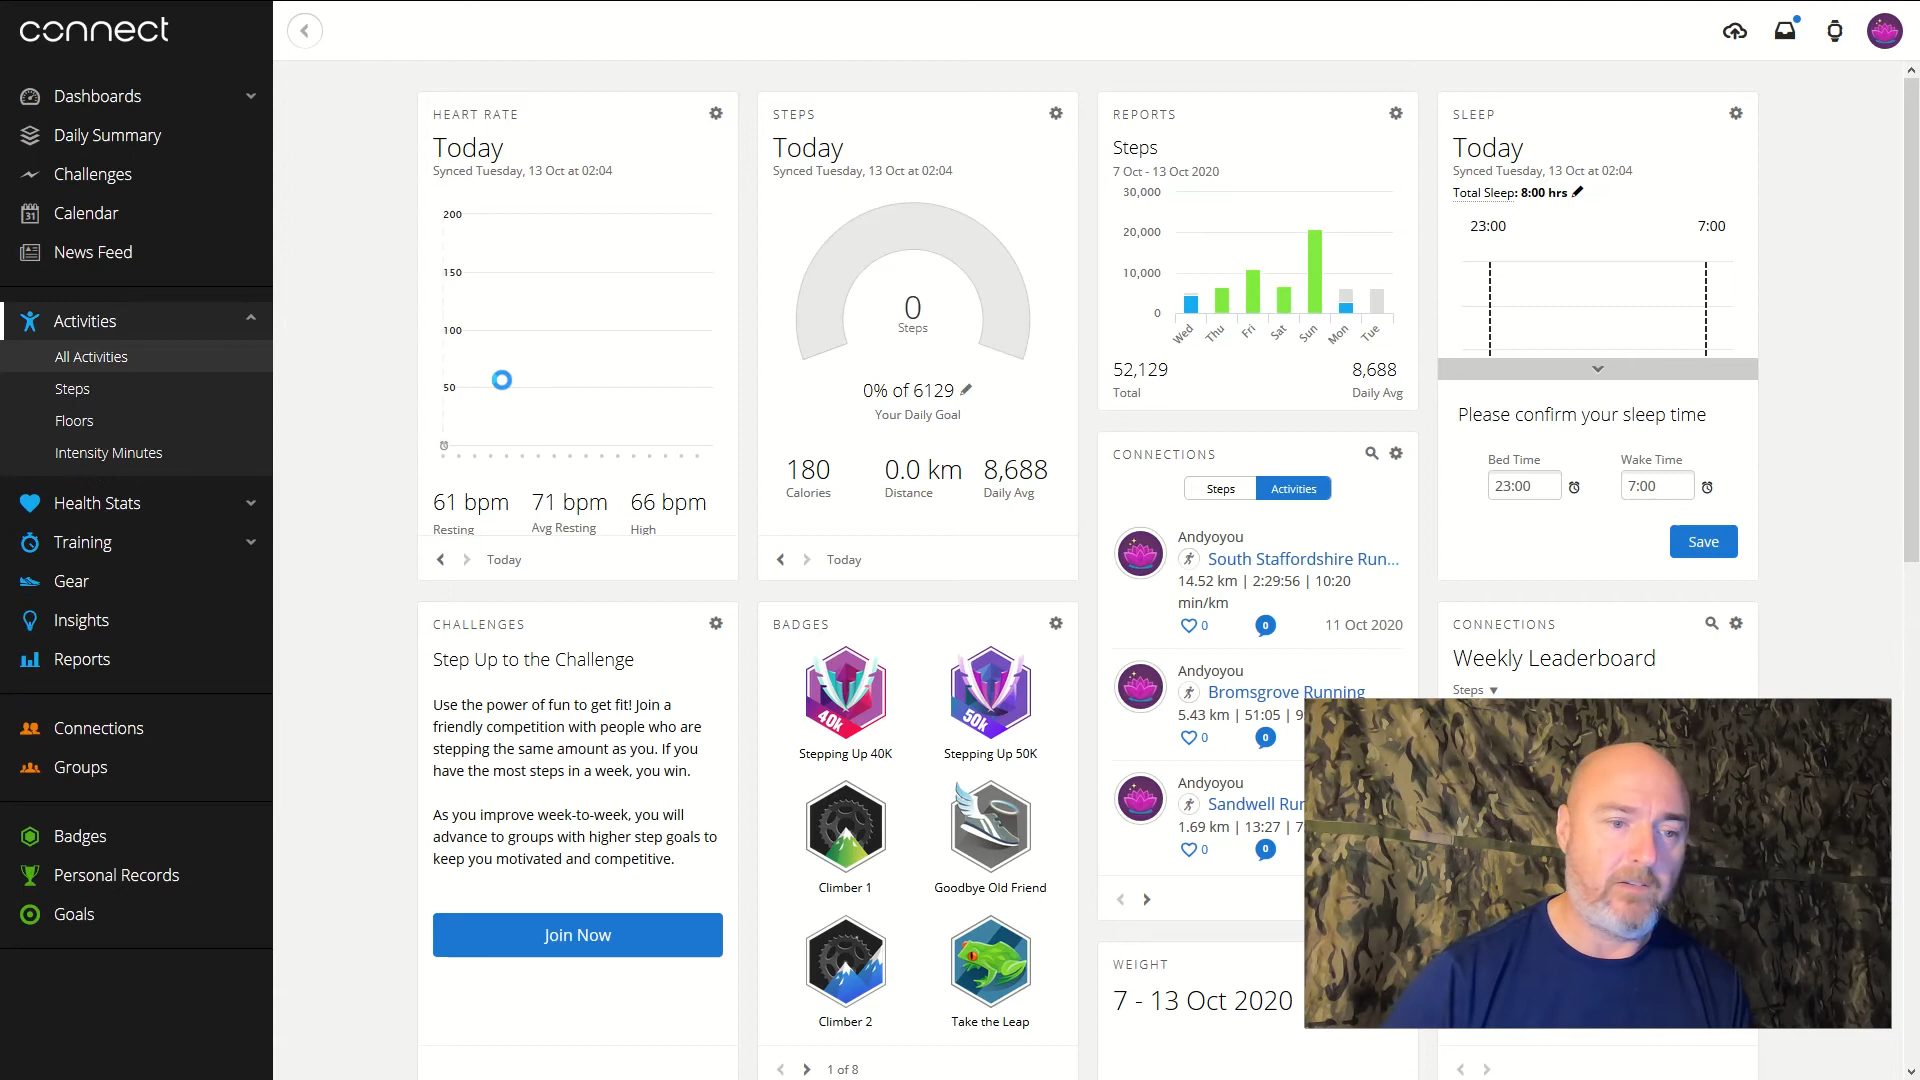 connect
Dashboards
Daily Summary
Challenges
31
Calendar
News Feed
Activities
All Activities
Steps
Floors
Intensity Minutes
Health Stats
Training
Gear
Insights
Reports
Connections
Groups
Badges
Personal Records
Goals
HEART RATE
Today
Synced Tuesday, 13 Oct at 02:04
200
150
100
50
61 bpm 71 bpm 66 bpm
Resting Avg Resting High
Today
STEPS
Today
Synced Tuesday, 13 Oct at 02:04
0
Steps
0% of 6129
Your Daily Goal
180 0.0 km 8,688
Calories Distance Daily Avg
Today
REPORTS
Steps
7 Oct - 13 Oct 2020
30,000
20,000
10,000
0
Wed Thu Fri Sat Sun Mon Tue
52,129 8,688
Total Daily Avg
SLEEP
Today
Synced Tuesday, 13 Oct at 02:04
Total Sleep: 8:00 hrs
23:00 7:00
Please confirm your sleep time
Bed Time Wake Time
23:00 7:00
Save
CONNECTIONS
Steps Activities
Andyoyou
South Staffordshire Run...
14.52 km | 2:29:56 | 10:20
min/km
0 0 11 Oct 2020
Andyoyou
Bromsgrove Running
5.43 km | 51:05 | 9
0 0
Andyoyou
Sandwell Ru
1.69 km | 13:27 | 7
0 0
CHALLENGES
Step Up to the Challenge
Use the power of fun to get fit! Join a
friendly competition with people who are
stepping the same amount as you. If you
have the most steps in a week, you win.
As you improve week-to-week, you will
advance to groups with higher step goals to
keep you motivated and competitive.
Join Now
BADGES
40k 50k
Stepping Up 40K Stepping Up 50K
Climber 1 Goodbye Old Friend
Climber 2 Take the Leap
1 of 8
CONNECTIONS
Weekly Leaderboard
Steps
WEIGHT
7 - 13 Oct 2020